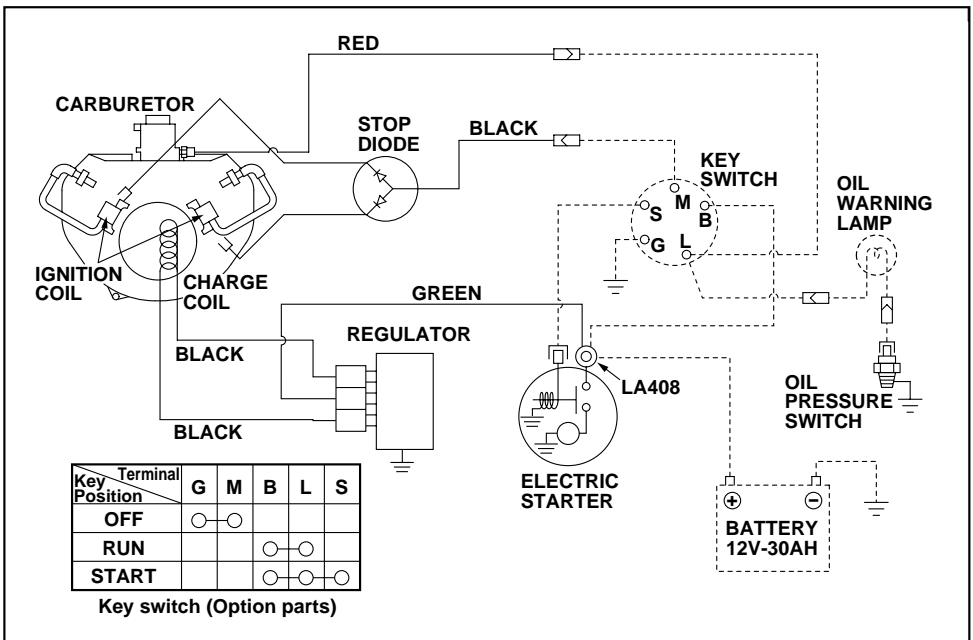 RED
CARBURETOR
STOP
DIODE
BLACK
KEY
SWITCH
OIL
WARNING
LAMP
S
M
B
G
L
IGNITION
COIL
CHARGE
COIL
GREEN
REGULATOR
BLACK
LA408
OIL
PRESSURE
SWITCH
BLACK
ELECTRIC
STARTER
+
−
BATTERY
12V-30AH
Key Position Terminal G M B L S
OFF
RUN
START
Key switch (Option parts)